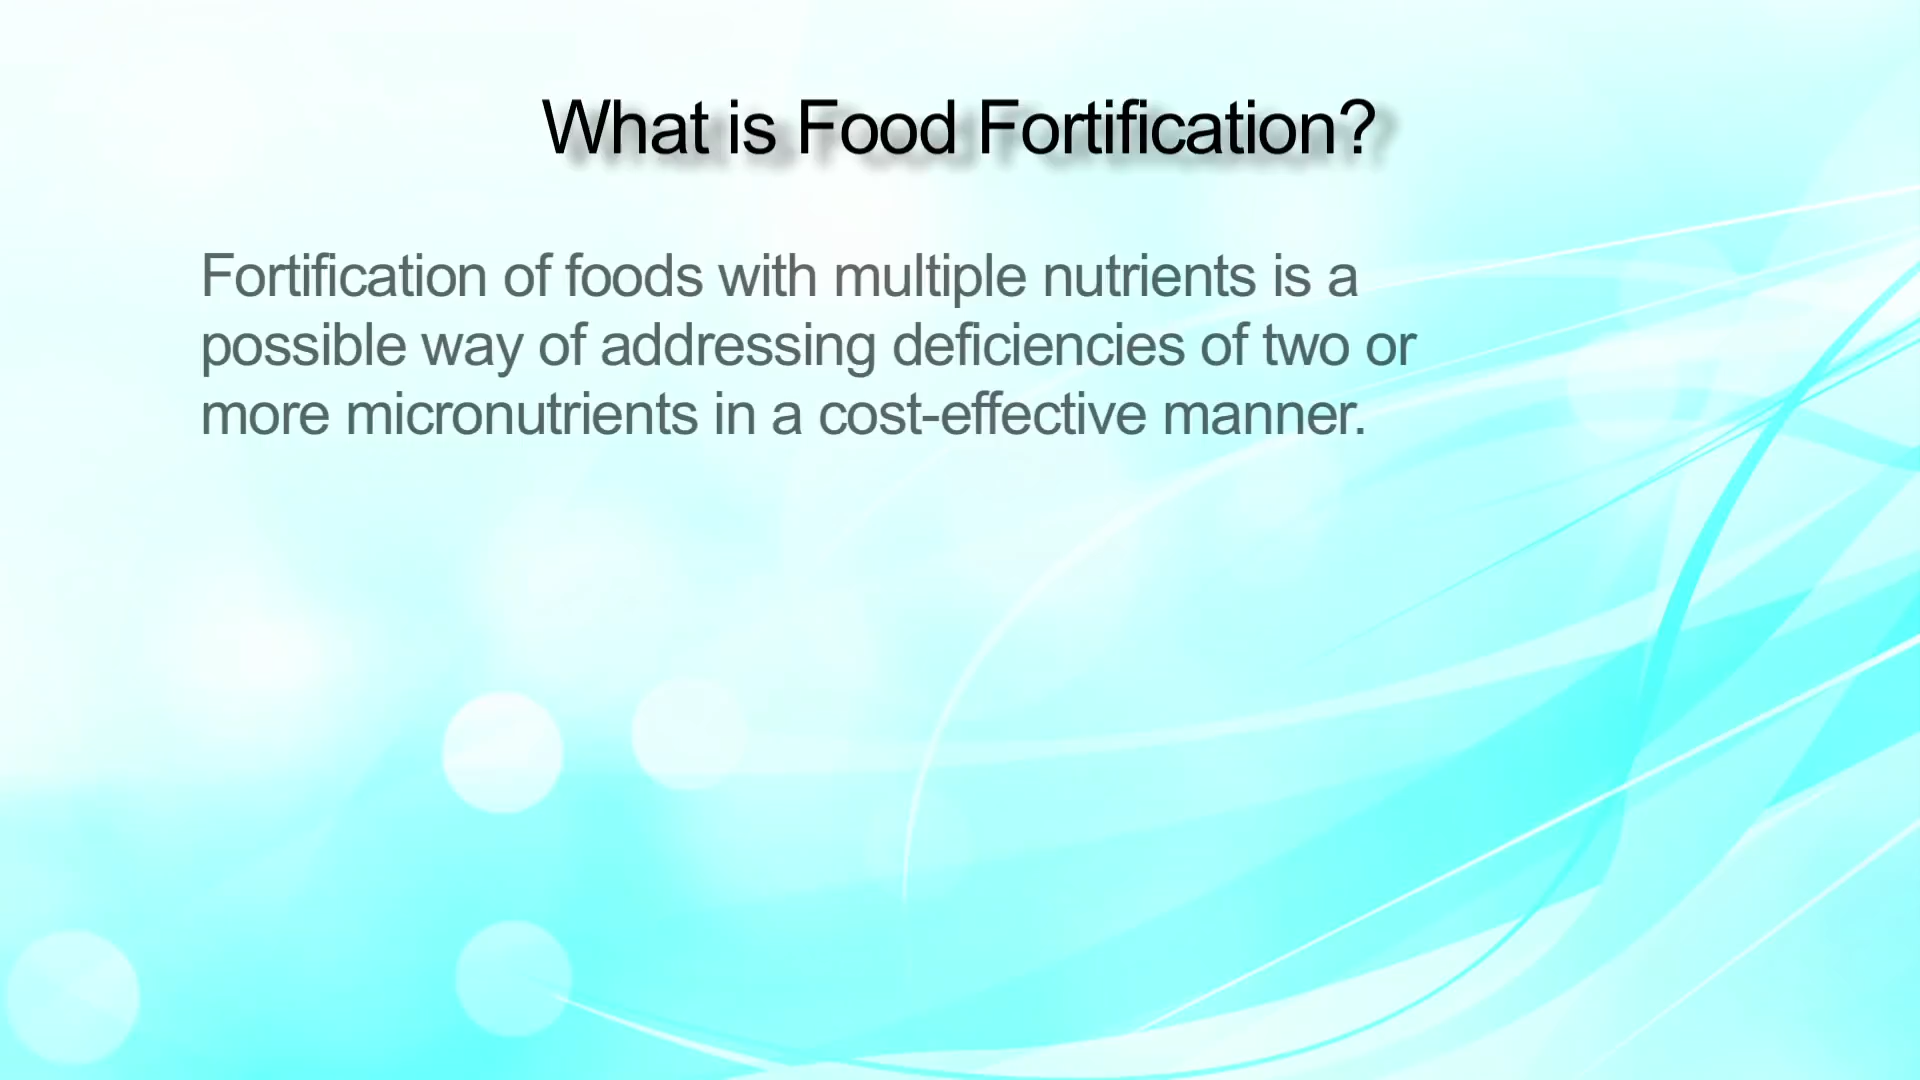 What is Food Fortification?
Fortification of foods with multiple nutrients is a
possible way of addressing deficiencies of two or
more micronutrients in a cost-effective manner.